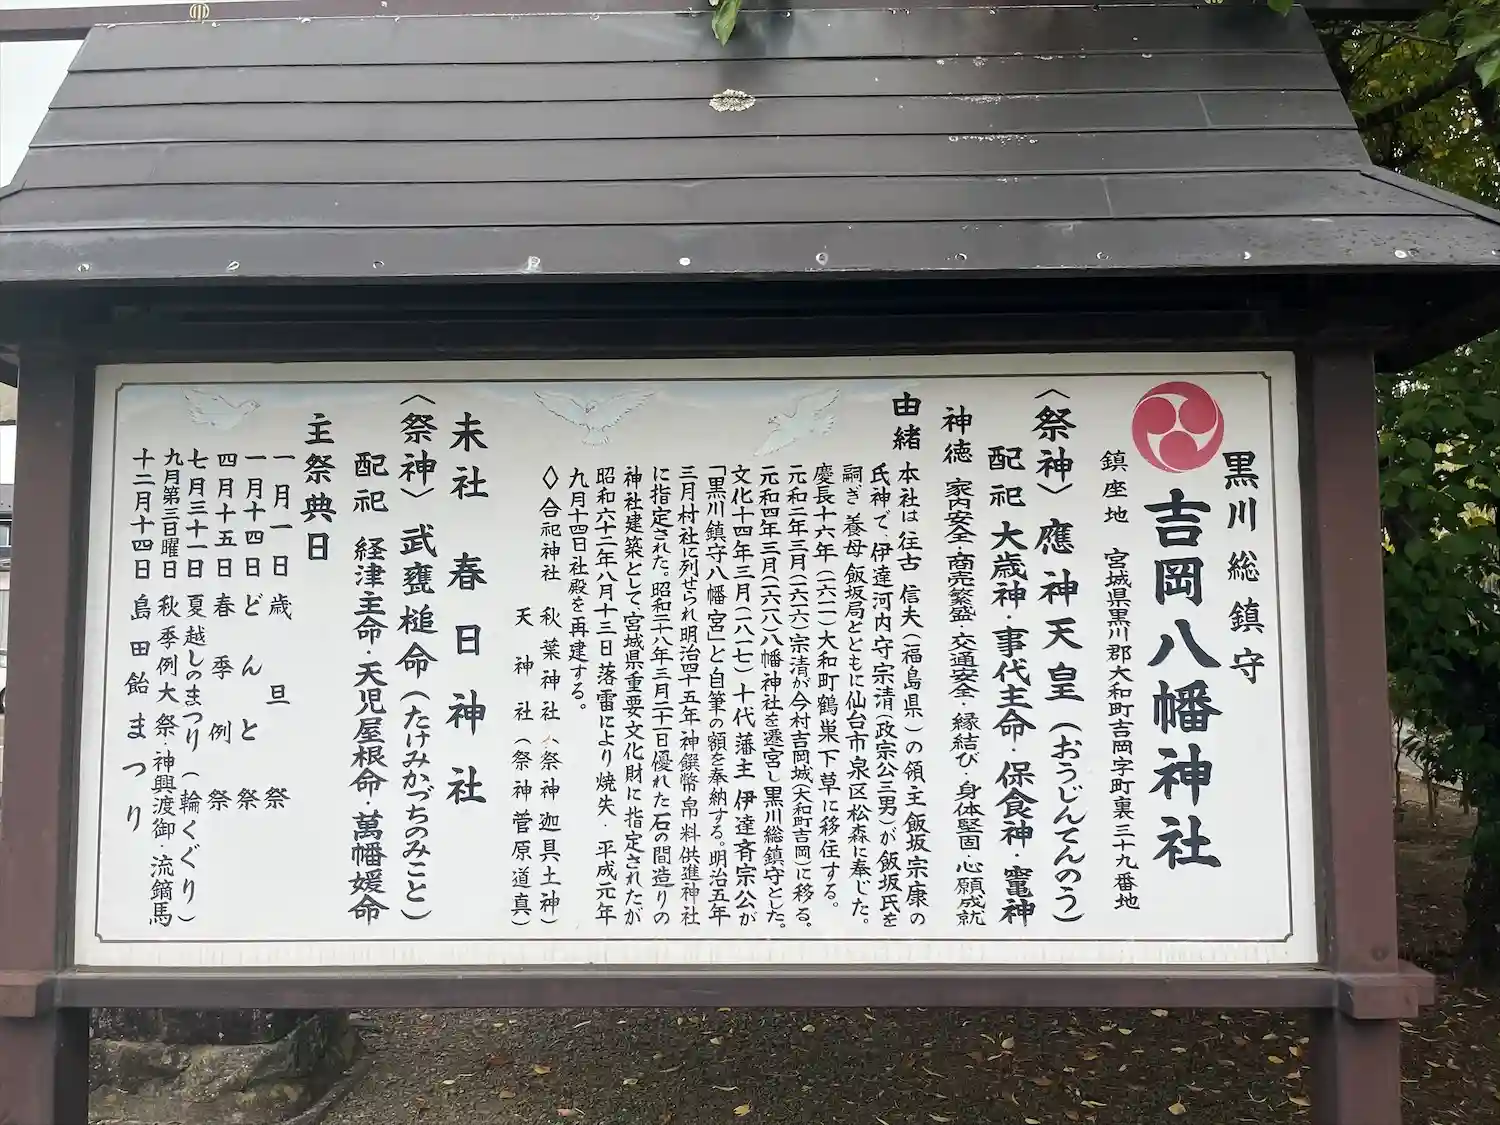 黒川総鎮守
吉岡八幡神社
鎮座地 宮城県黒川郡大和町吉岡字町裏三十九番地
〈祭神〉應神天皇(おうじんてんのう)
配祀 大歳神・事代主命・保食神・竃神
神徳 家内安全・商売繁盛・交通安全・縁結び・身体堅固・心願成就
由緒 本社は往古 信夫(福島県)の領主飯坂宗康の
氏神で、伊達河内守宗清(政宗公三男)が飯坂氏を
嗣ぎ 養母 飯坂局とともに仙台市泉区松森に奉じた。
慶長十六年(六一一)大和町鶴巣下草に移住する。
元和二年三月(一六一六)宗清が今村吉岡城(大和町吉岡)に移る。
元和四年三月(一六一八)八幡神社を遷宮し黒川総鎮守とした。
文化十四年三月(一八一七)十代藩主 伊達斉宗公が
「黒川鎮守八幡宮」と自筆の額を奉納する。明治五年
三月村社に列せられ明治四十五年神饌幣帛料供進神社
に指定された。昭和三十八年三月二十一日優れた石の間造りの
神社建築として、宮城県重要文化財に指定されたが
昭和六十二年八月十三日落雷により焼失・平成元年
九月十四日社殿を再建する。
◇合祀神社 秋葉神社(祭神迦具土神)
天神社(祭神菅原道真)
末社 春日神社
〈祭神〉武甕槌命(たけみかづちのみこと)
配祀 経津主命・天児屋根命・萬幡媛命
主祭典日
一月一日 歳旦祭
一月十四日 どんと祭
四月十五日 春季例祭
七月三十一日 夏越しのまつり(輪くぐり)
九月第三日曜日 秋季例大祭・神興渡御・流鏑馬
十二月十四日 島田飴まつり